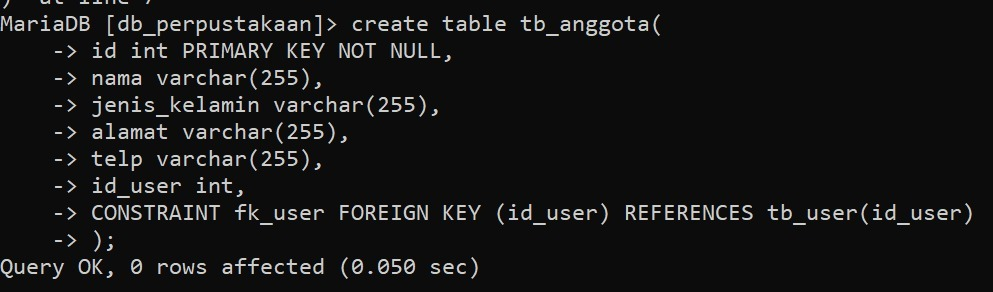 MariaDB [db_perpustakaan]> create table tb_anggota(
    -> id int PRIMARY KEY NOT NULL,
    -> nama varchar(255),
    -> jenis_kelamin varchar(255),
    -> alamat varchar(255),
    -> telp varchar(255),
    -> id_user int,
    -> CONSTRAINT fk_user FOREIGN KEY (id_user) REFERENCES tb_user(id_user)
    -> );
Query OK, 0 rows affected (0.050 sec)